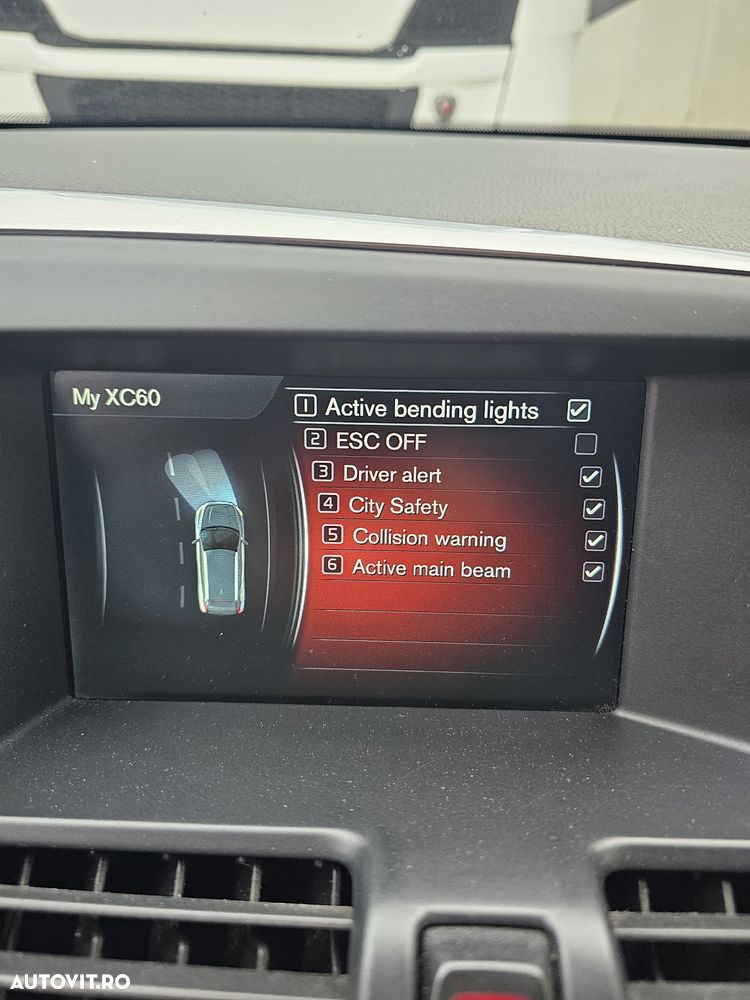 My XC60
1 Active bending lights
2 ESC OFF
3 Driver alert
4 City Safety
5 Collision warning
6 Active main beam
AUTOVIT.RO